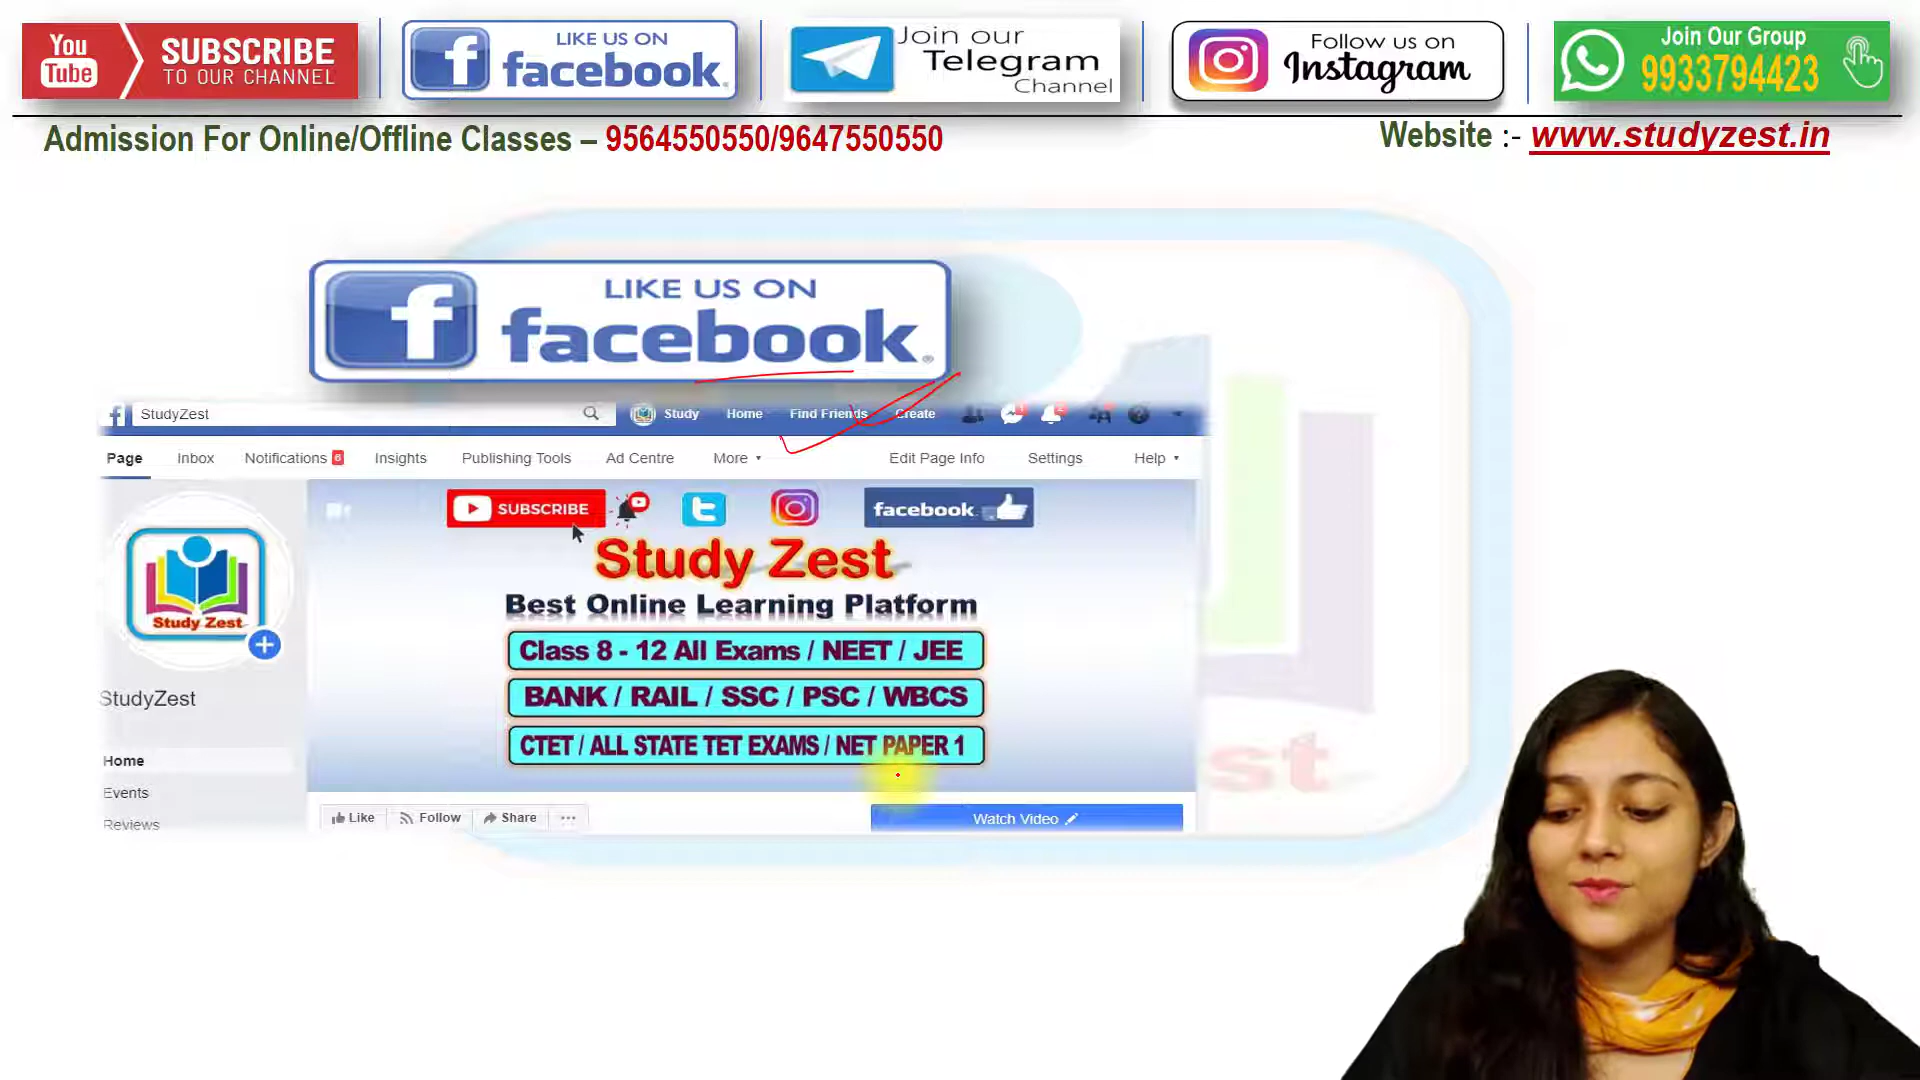 You Tube SUBSCRIBE TO OUR CHANNEL
LIKE US ON facebook
Join our Telegram Channel
Follow us on Instagram
Join Our Group 9933794423
Admission For Online/Offline Classes – 9564550550/9647550550
Website :- www.studyzest.in
LIKE US ON
facebook
StudyZest Study Home Find Friends Create
Page Inbox Notifications 6 Insights Publishing Tools Ad Centre More Edit Page Info Settings Help
SUBSCRIBE facebook
Study Zest
Best Online Learning Platform
Class 8 - 12 All Exams / NEET / JEE
BANK / RAIL / SSC / PSC / WBCS
CTET / ALL STATE TET EXAMS / NET PAPER 1
Study Zest
StudyZest
Home
Events
Reviews
Like Follow Share ... Watch Video
est